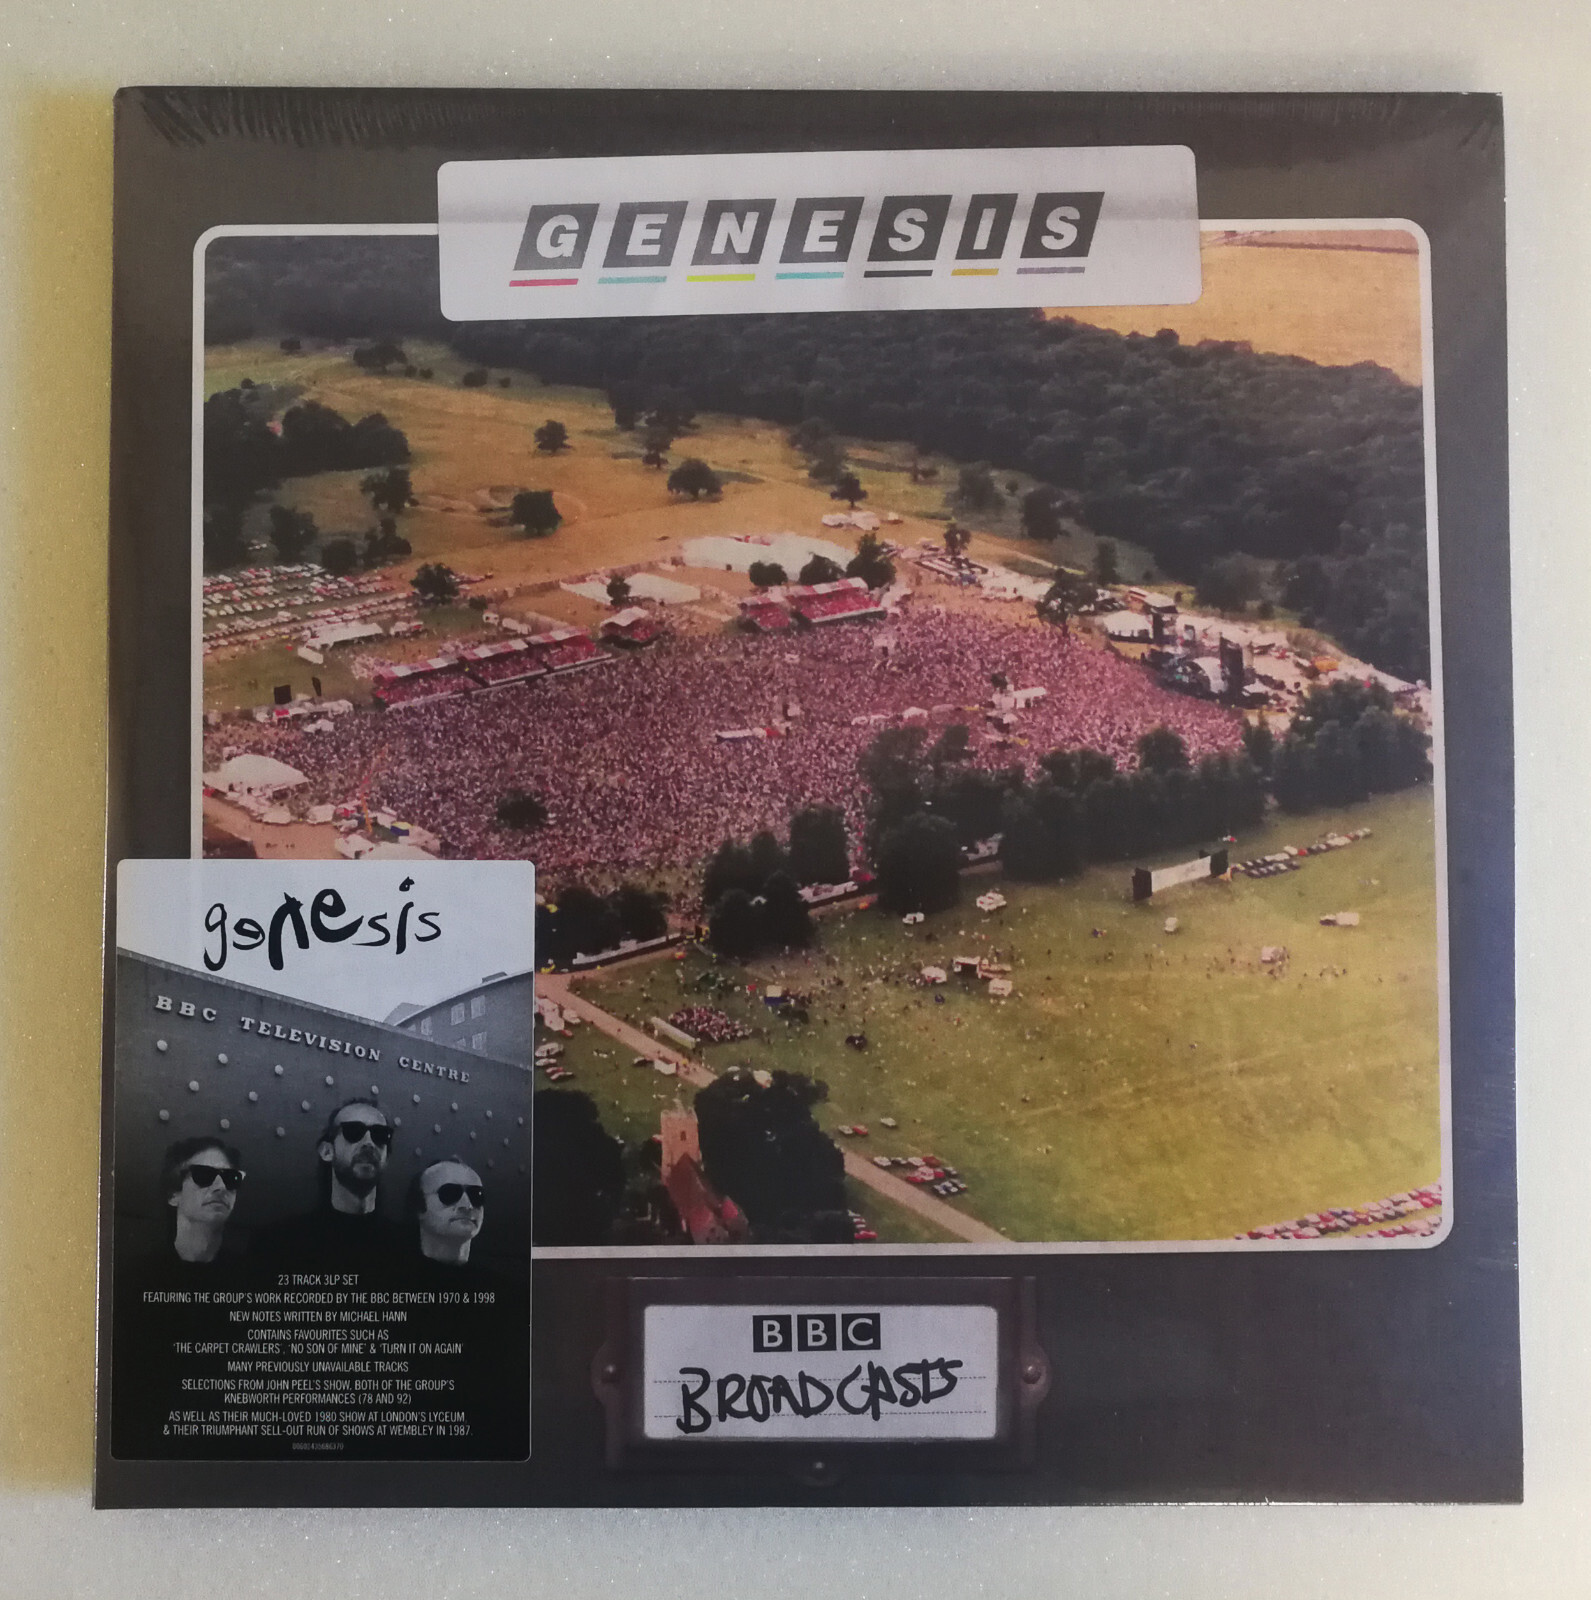 GENESIS
genesis
BBC TELEVISION CENTRE
23 TRACK 3LP SET
FEATURING THE GROUP'S WORK RECORDED BY THE BBC BETWEEN 1970 & 1998
NEW NOTES WRITTEN BY MICHAEL HANN
CONTAINS FAVOURITES SUCH AS
'THE CARPET CRAWLERS', 'NO SON OF MINE' & 'TURN IT ON AGAIN'
MANY PREVIOUSLY UNAVAILABLE TRACKS
SELECTIONS FROM JOHN PEEL'S SHOW, BOTH OF THE GROUP'S
KNEBWORTH PERFORMANCES (78 AND 92)
AS WELL AS THEIR MUCH-LOVED 1980 SHOW AT LONDON'S LYCEUM
& THEIR TRIUMPHANT SELL-OUT RUN OF SHOWS AT WEMBLEY IN 1987.
BBC
BROADCASTS